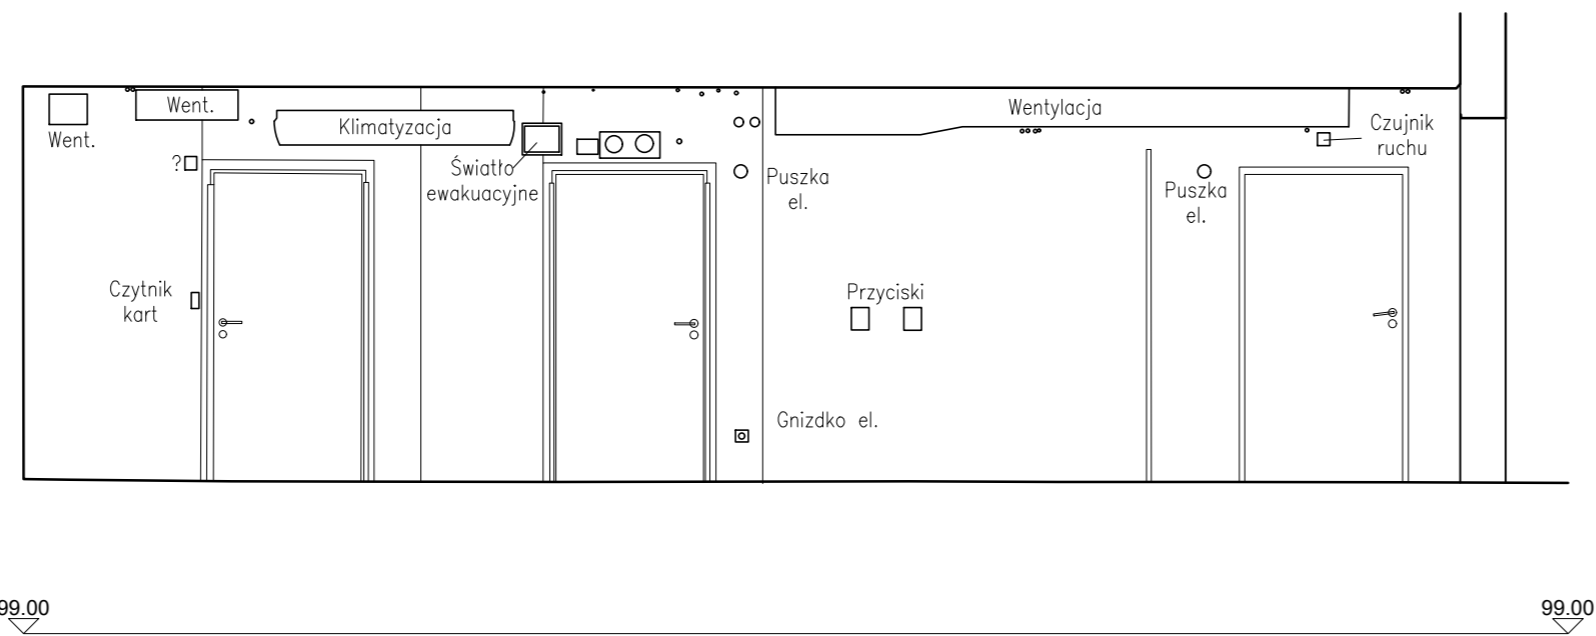 Went.
Went.
Klimatyzacja
?
Światło
ewakuacyjne
Puszka
el.
Wentylacja
Czujnik
ruchu
Puszka
el.
Czytnik
kart
Przyciski
Gnizdko el.
99.00
99.00